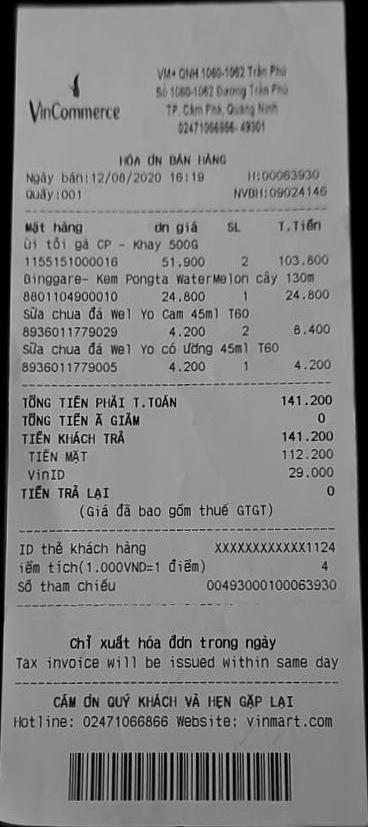 VinCommerce
VM+ QNH 1060-1062 Trần Phú
Số 1060-1062 Đường Trần Phú
TP. Cẩm Phả, Quảng Ninh
02471066866- 49301
HÓA ƠN BÁN HÀNG
Ngày bán:12/08/2020 16:19 H:00063930
Quầy:001 NVBH:09024146
Mặt hàng ơn giá SL T.Tiền
ùi tỏi gà CP - Khay 500G
1155151000016 51.900 2 103.800
Binggare- Kem Pongta WaterMelon cây 130m
8801104900010 24.800 1 24.800
Sữa chua đá Wel Yo Cam 45ml T60
8936011779029 4.200 2 8.400
Sữa chua đá Wel Yo có ường 45ml T60
8936011779005 4.200 1 4.200
TỔNG TIỀN PHẢI T.TOÁN 141.200
TỔNG TIỀN Ã GIẢM 0
TIỀN KHÁCH TRẢ 141.200
TIỀN MẶT 112.200
VinID 29.000
TIỀN TRẢ LẠI 0
(Giá đã bao gồm thuế GTGT)
ID thẻ khách hàng XXXXXXXXXXXX1124
iểm tích(1.000VND=1 điểm) 4
Số tham chiếu 00493000100063930
Chỉ xuất hóa đơn trong ngày
Tax invoice will be issued within same day
CÁM ƠN QUÝ KHÁCH VÀ HẸN GẶP LẠI
Hotline: 02471066866 Website: vinmart.com